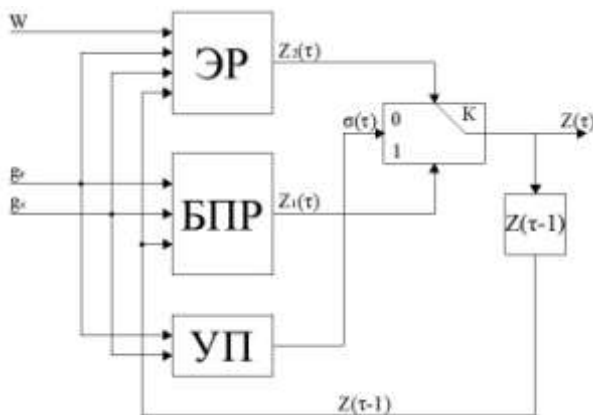 W
ЭР
Z₂(τ)
σ(τ)
0
K
1
Z(τ)
БПР
Z₁(τ)
Z(τ-1)
УП
Z(τ-1)